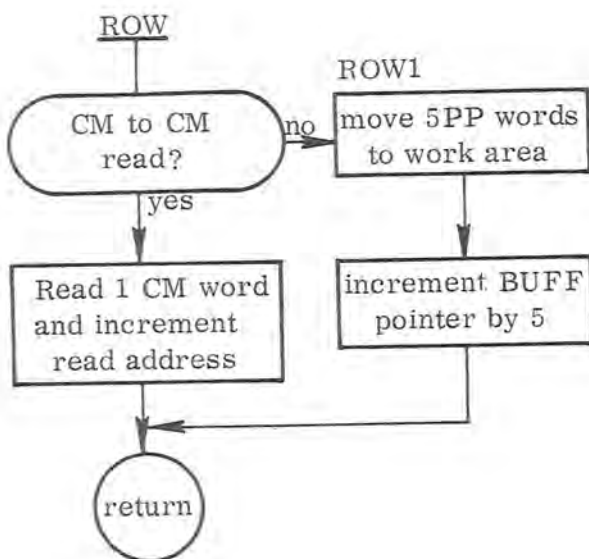 ROW
CM to CM
read?
no
yes
ROW1
move 5PP words
to work area
Read 1 CM word
and increment
read address
increment BUFF
pointer by 5
return